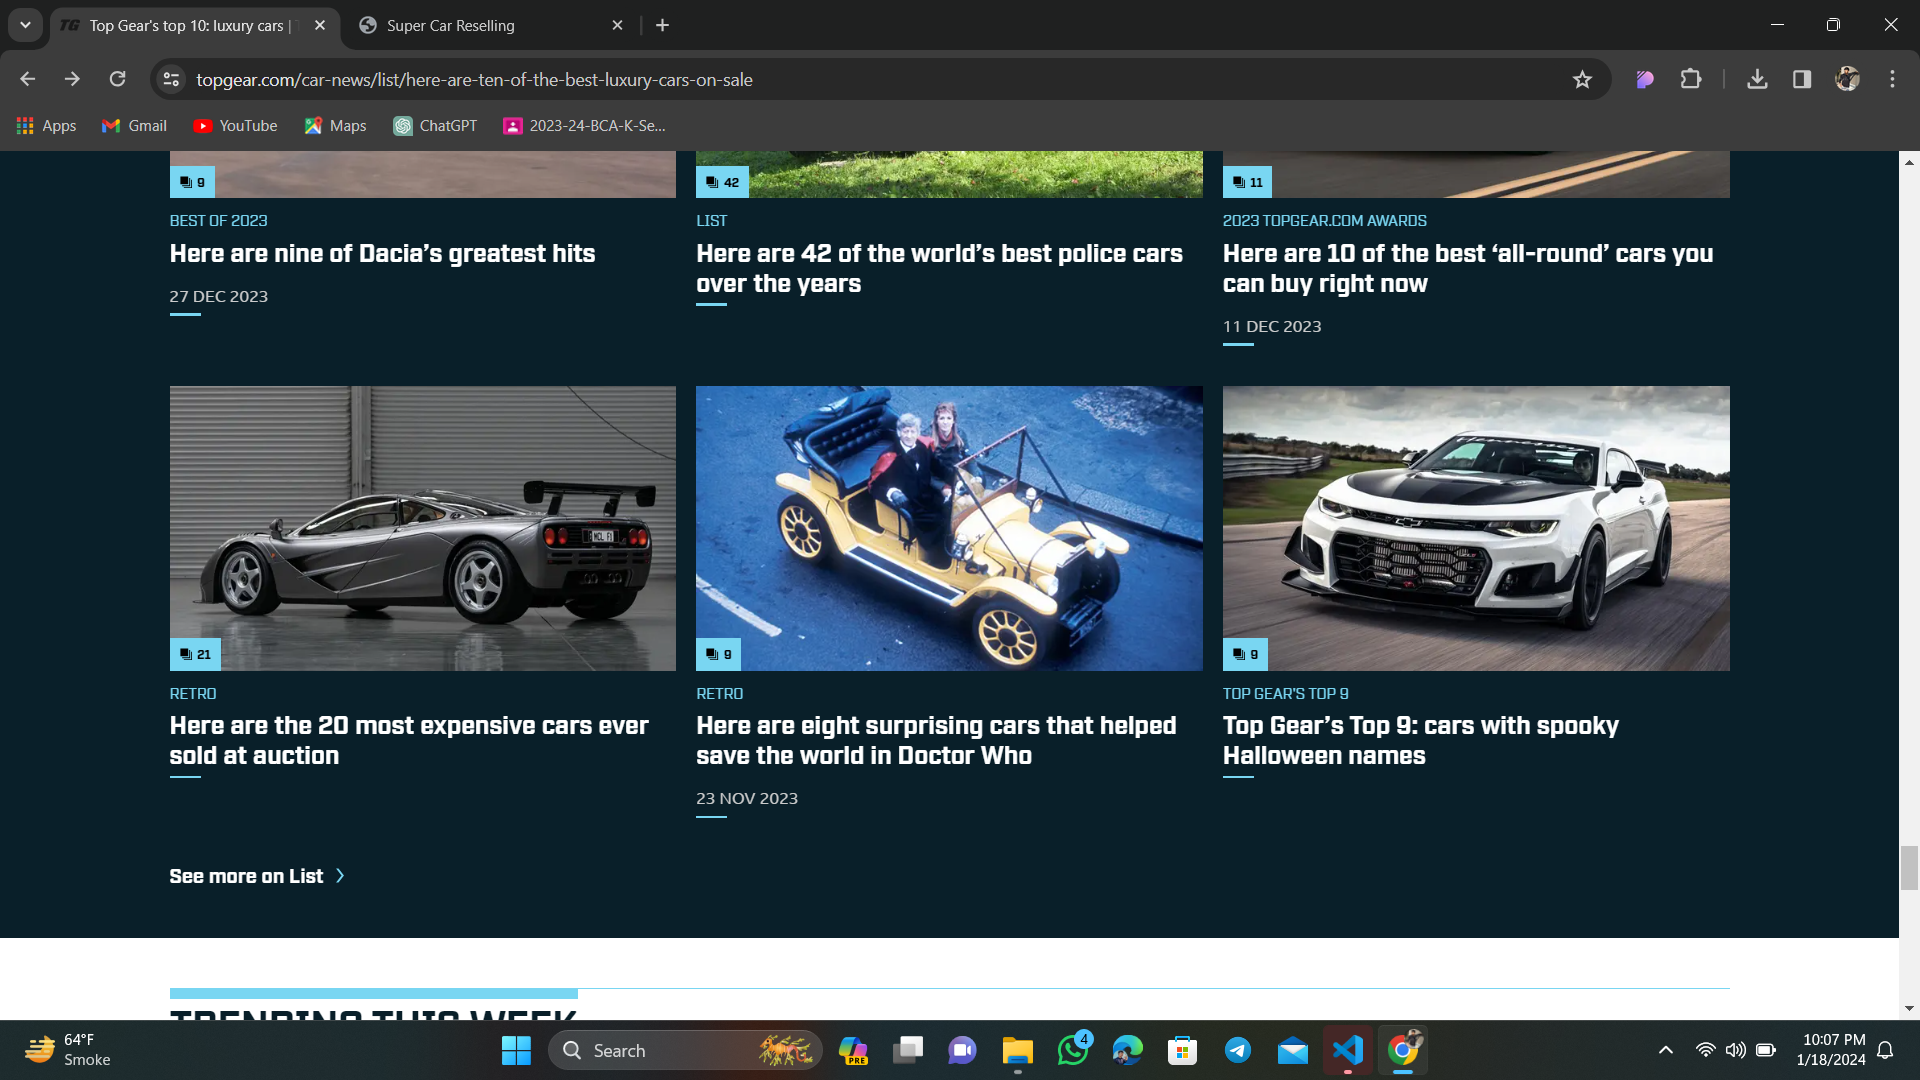 TG Top Gear's top 10: luxury cars |
Super Car Reselling
topgear.com/car-news/list/here-are-ten-of-the-best-luxury-cars-on-sale
Apps Gmail YouTube Maps ChatGPT 2023-24-BCA-K-Se...
9
BEST OF 2023
Here are nine of Dacia’s greatest hits
27 DEC 2023
42
LIST
Here are 42 of the world’s best police cars
over the years
11
2023 TOPGEAR.COM AWARDS
Here are 10 of the best ‘all-round’ cars you
can buy right now
11 DEC 2023
MCL F1
21
RETRO
Here are the 20 most expensive cars ever
sold at auction
9
RETRO
Here are eight surprising cars that helped
save the world in Doctor Who
23 NOV 2023
9
TOP GEAR'S TOP 9
Top Gear’s Top 9: cars with spooky
Halloween names
See more on List
TRENDING THIS WEEK
64°F
Smoke
Search
PRE
4
10:07 PM
1/18/2024